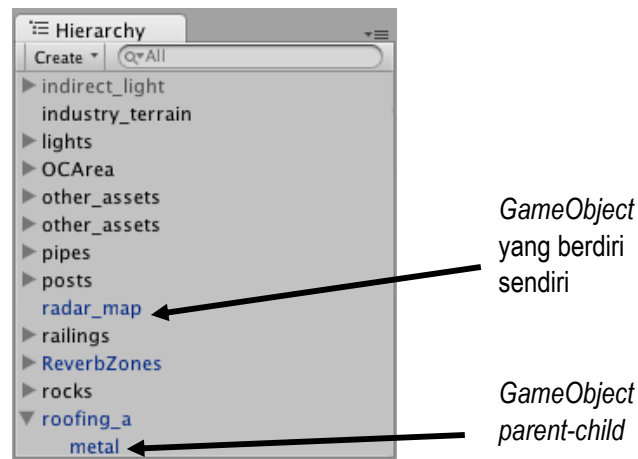 Hierarchy
Create
All
indirect_light
industry_terrain
lights
OCArea
other_assets
other_assets
pipes
posts
radar_map
railings
ReverbZones
rocks
roofing_a
metal
GameObject
yang berdiri
sendiri
GameObject
parent-child